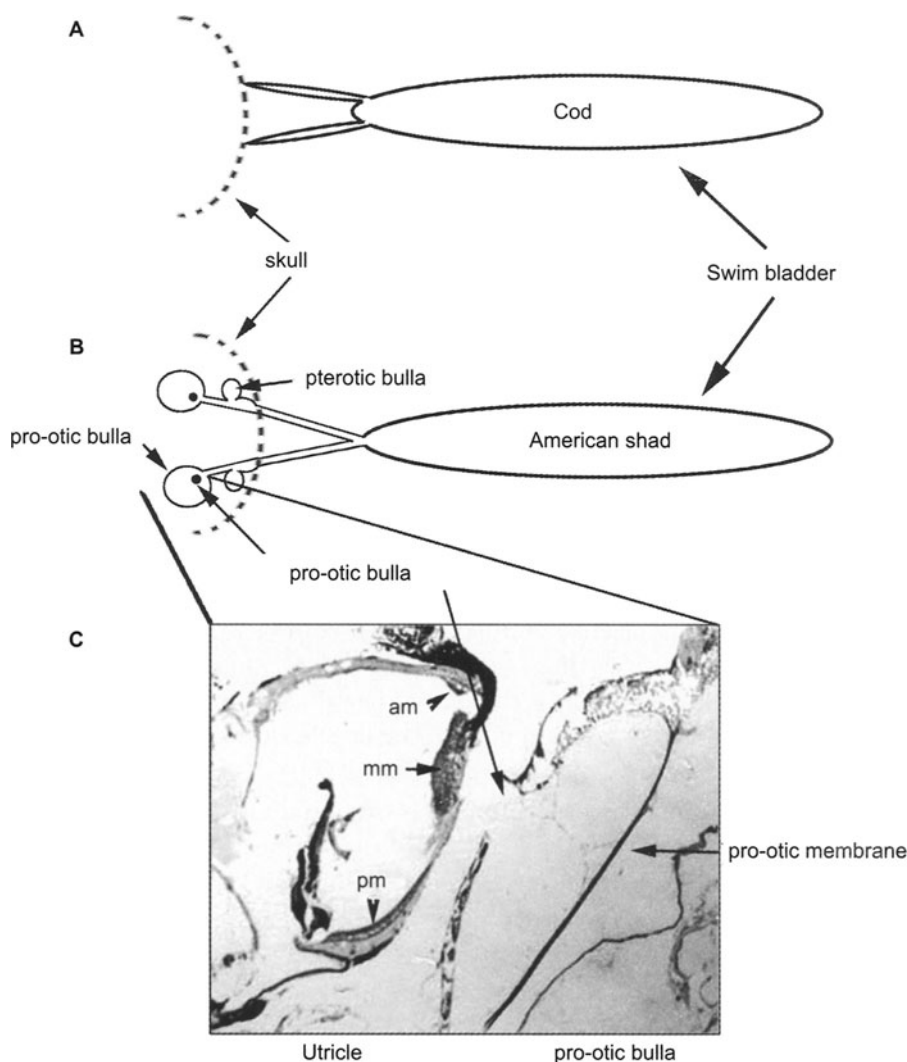 A
Cod
skull
Swim bladder
B
pterotic bulla
pro-otic bulla
American shad
pro-otic bulla
C
am
mm
pro-otic membrane
pm
Utricle
pro-otic bulla